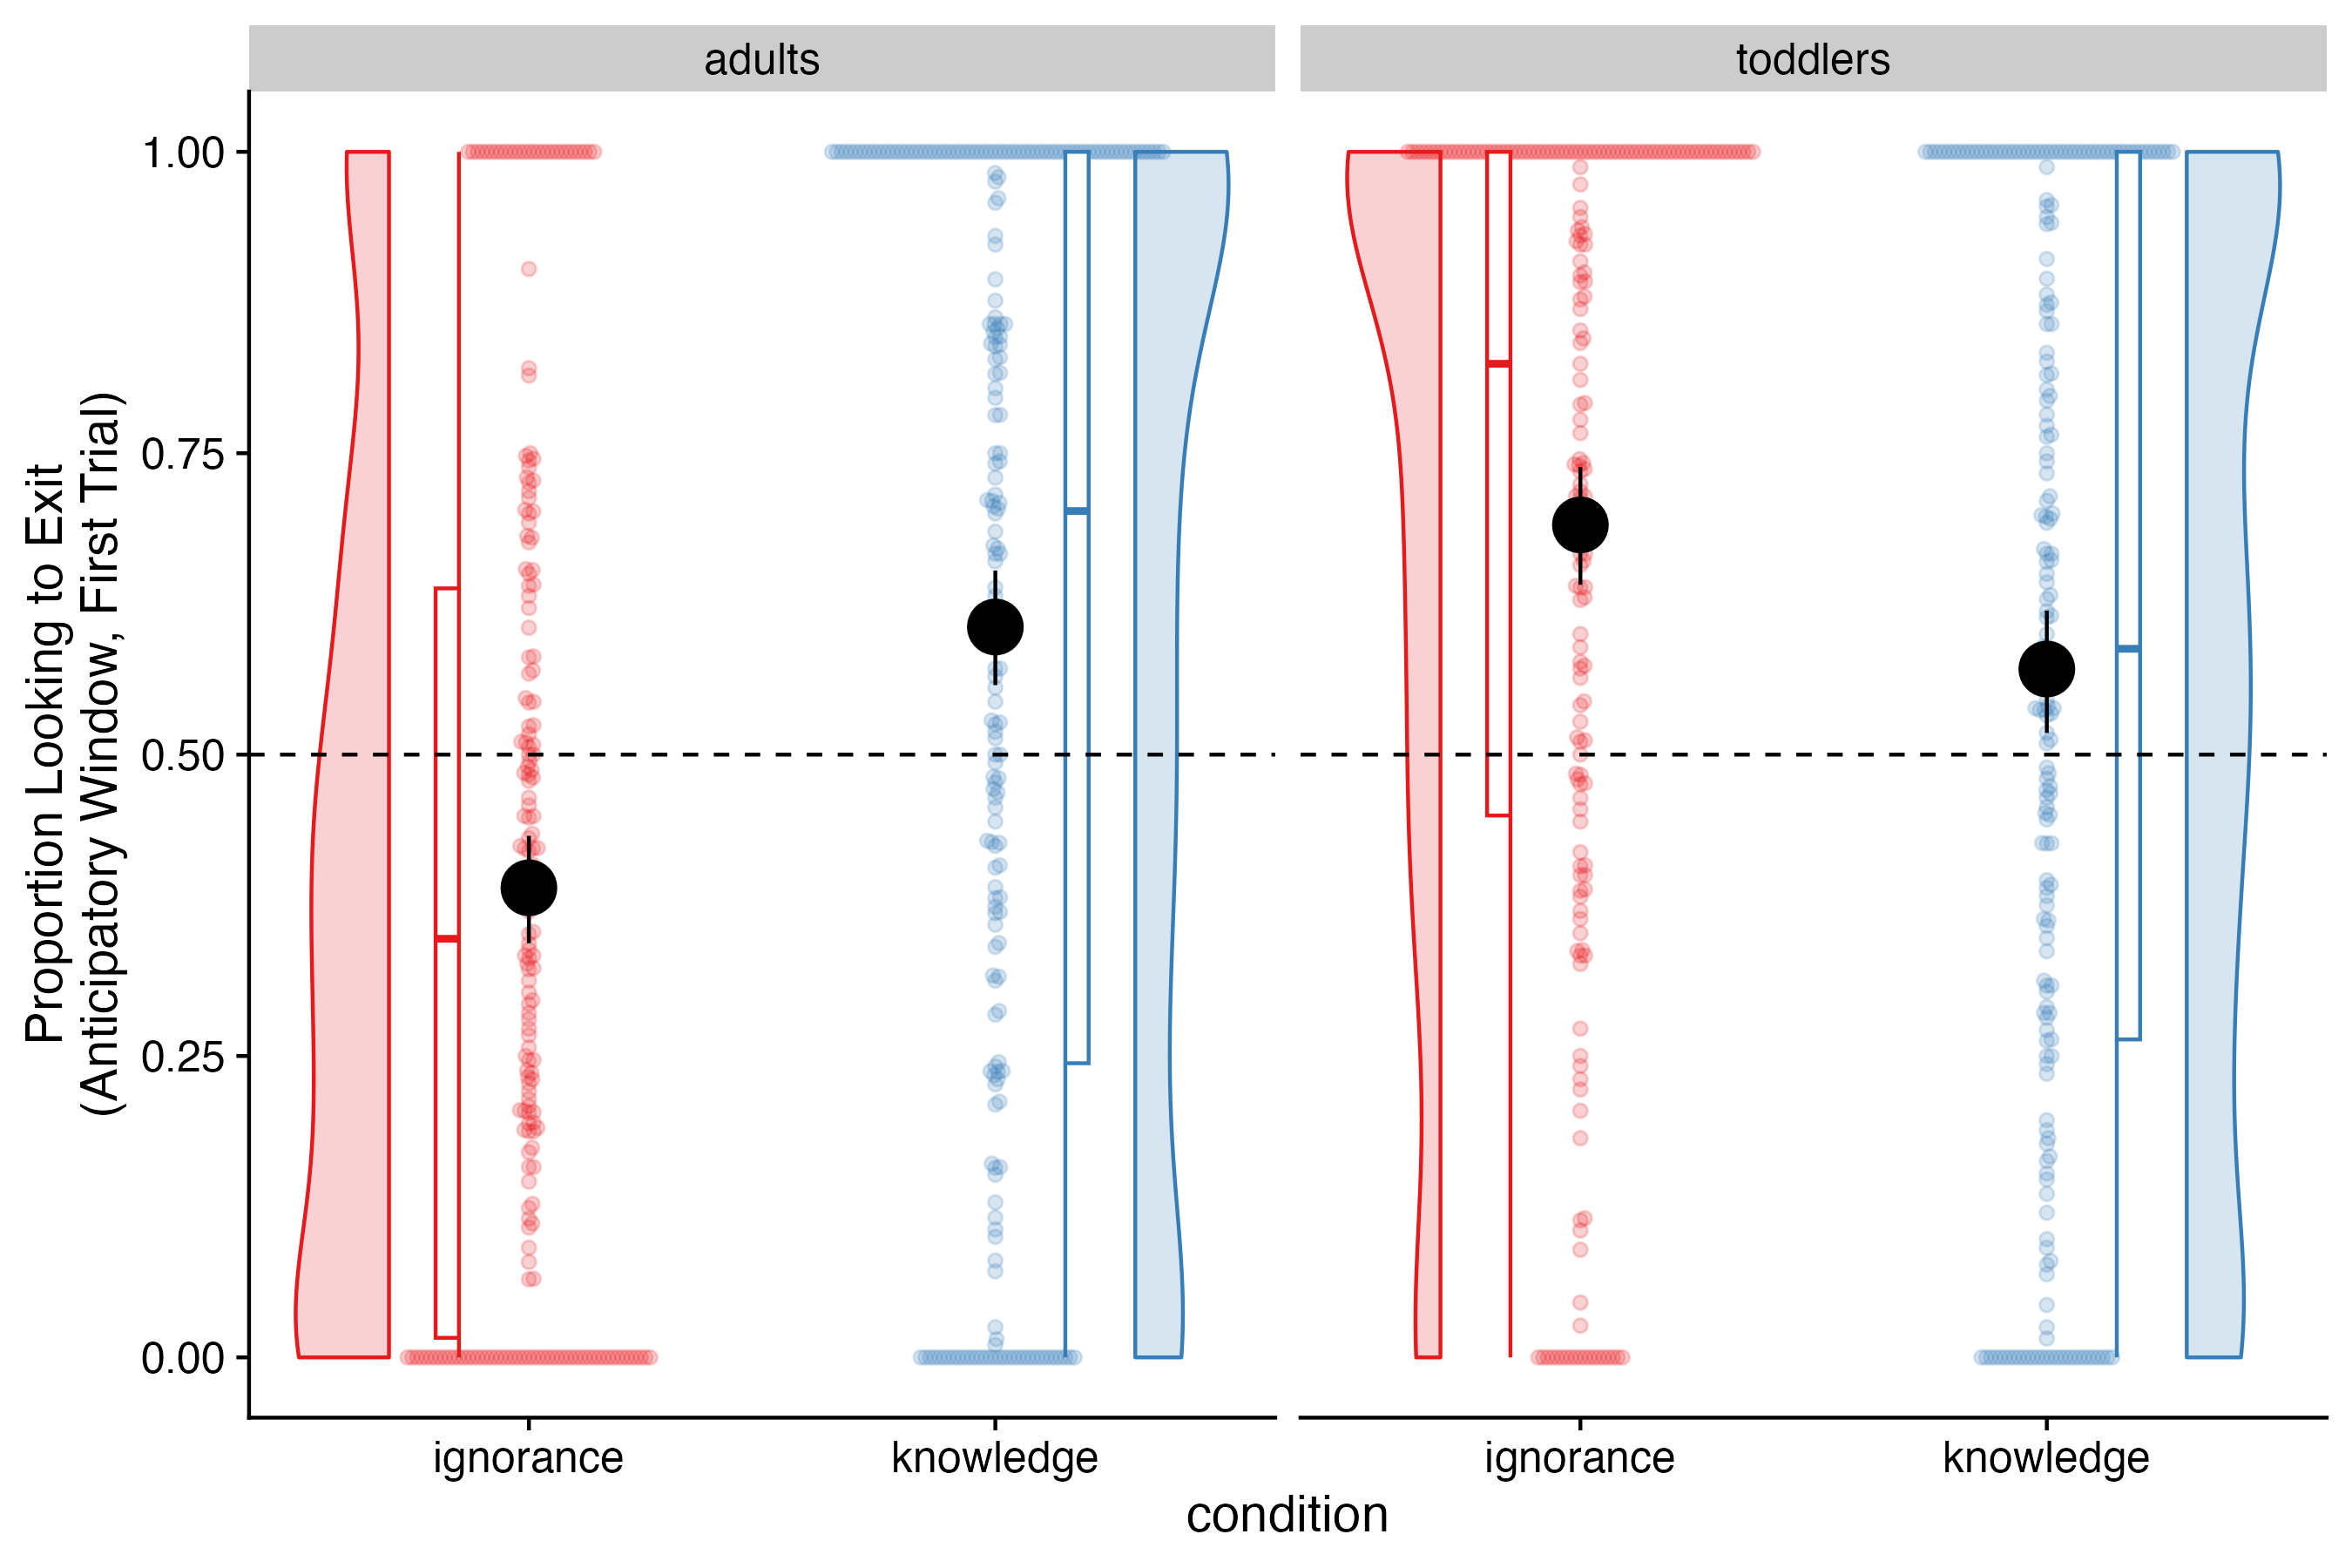 adults
toddlers
Proportion Looking to Exit
(Anticipatory Window, First Trial)
1.00
0.75
0.50
0.25
0.00
ignorance
knowledge
ignorance
knowledge
condition